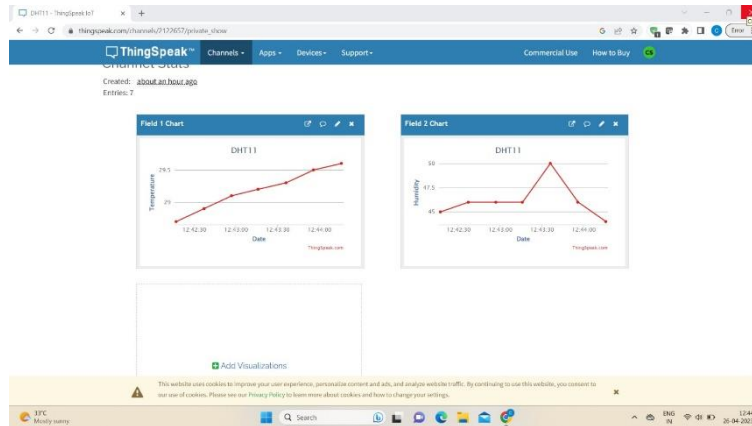 DHT11 - ThingSpeak IoT
thingspeak.com/channels/2122657/private_show
Error
ThingSpeak™
Channels
Apps
Devices
Support
Commercial Use
How to Buy
CS
Channel Stats
Created: about an hour ago
Entries: 7
Field 1 Chart
DHT11
Temperature
29.5
29
12:42:30 12:43:00 12:43:30 12:44:00
Date
ThingSpeak.com
Field 2 Chart
DHT11
Humidity
50
47.5
45
12:42:30 12:43:00 12:43:30 12:44:00
Date
ThingSpeak.com
Add Visualizations
This website uses cookies to improve your user experience, personalize content and ads, and analyze website traffic. By continuing to use this website, you consent to
our use of cookies. Please see our Privacy Policy to learn more about cookies and how to change your settings.
33°C
Mostly sunny
Search
ENG
IN